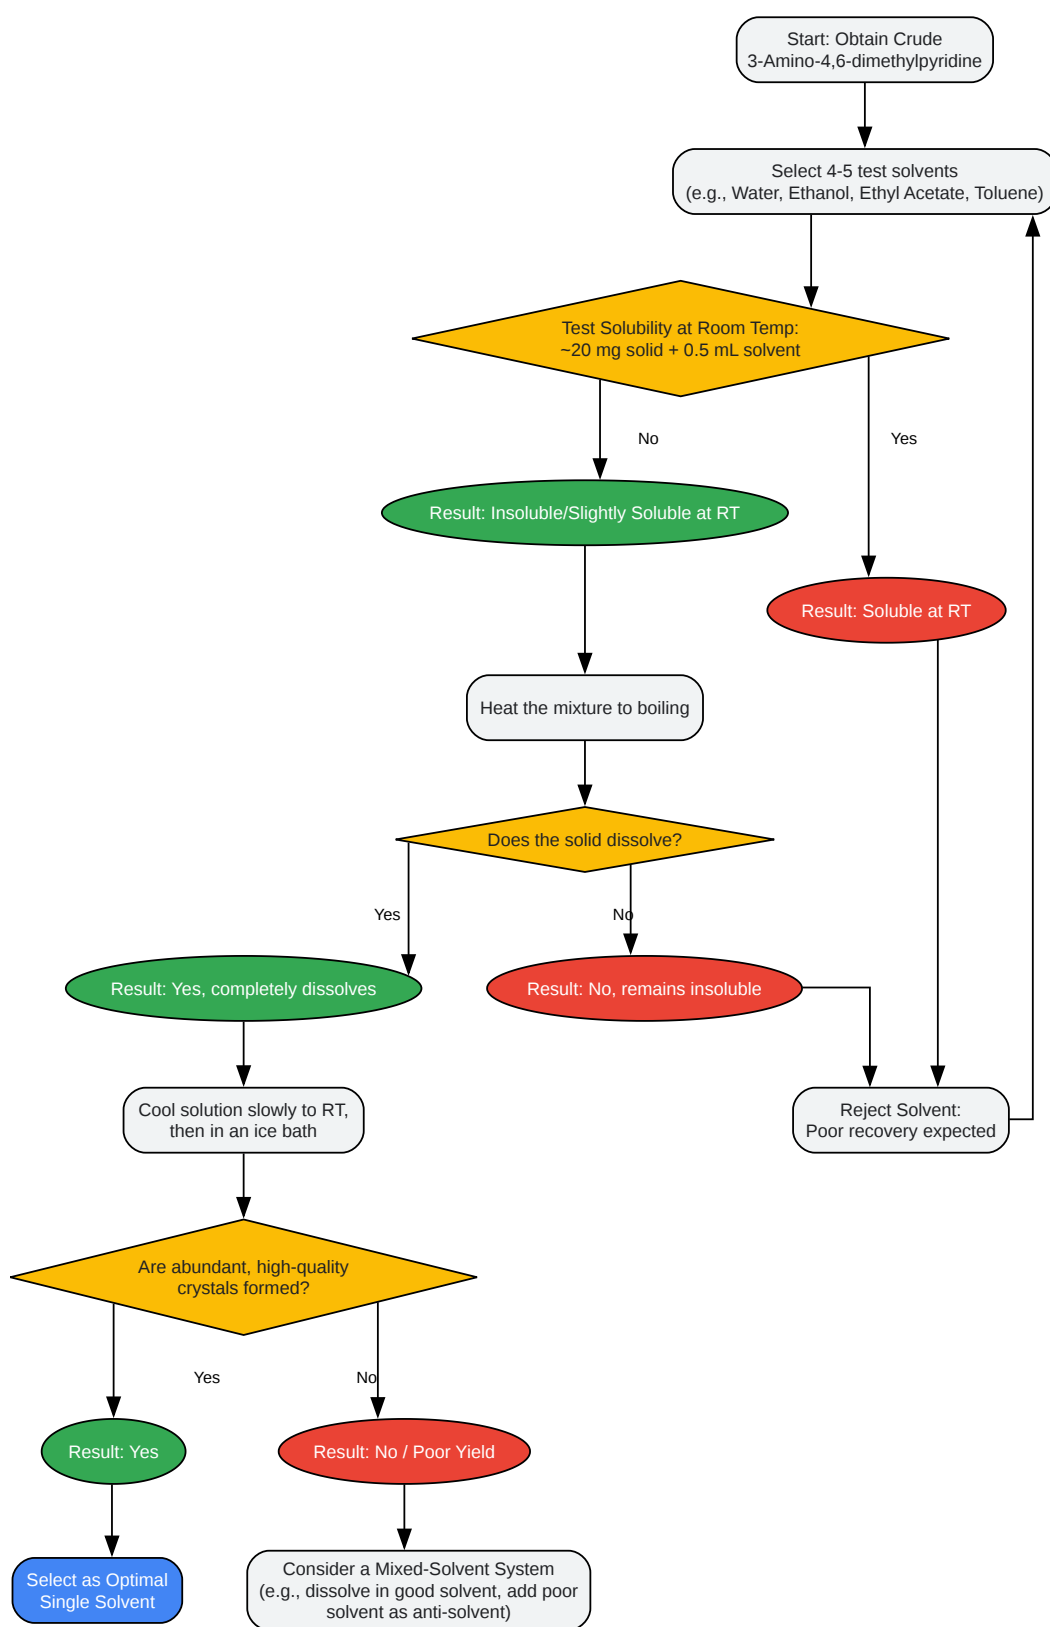 Start: Obtain Crude
3-Amino-4,6-dimethylpyridine
Select 4-5 test solvents
(e.g., Water, Ethanol, Ethyl Acetate, Toluene)
Test Solubility at Room Temp:
~20 mg solid + 0.5 mL solvent
No
Yes
Result: Insoluble/Slightly Soluble at RT
Result: Soluble at RT
Heat the mixture to boiling
Does the solid dissolve?
Yes
No
Result: Yes, completely dissolves
Result: No, remains insoluble
Cool solution slowly to RT,
then in an ice bath
Reject Solvent:
Poor recovery expected
Are abundant, high-quality
crystals formed?
Yes
No
Result: Yes
Result: No / Poor Yield
Select as Optimal
Single Solvent
Consider a Mixed-Solvent System
(e.g., dissolve in good solvent, add poor
solvent as anti-solvent)